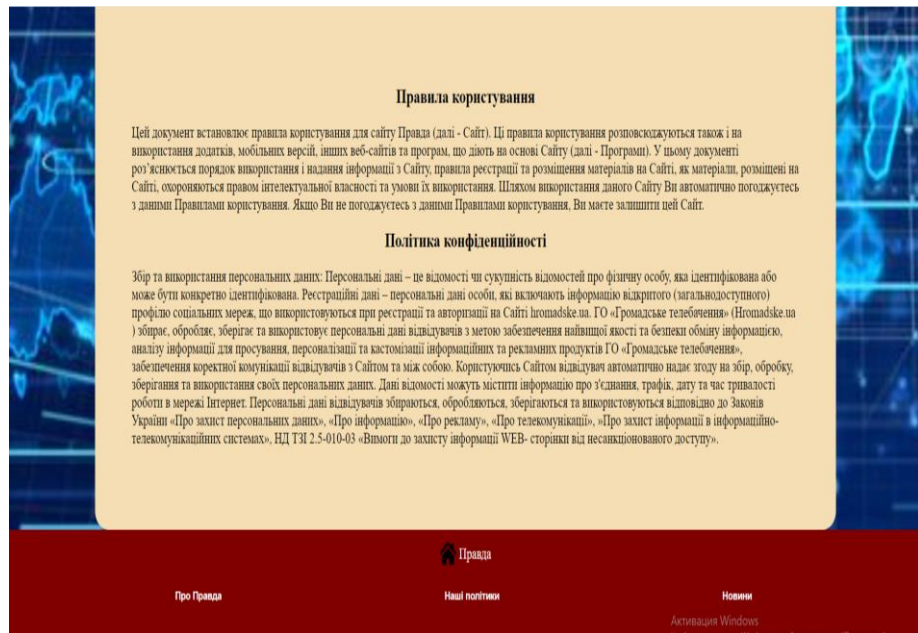 Правила користування
Цей документ встановлює правила користування для сайту Правда (далі - Сайт). Ці правила користування розповсюджуються також і на
використання додатків, мобільних версій, інших веб-сайтів та програм, що діють на основі Сайту (далі - Програми). У цьому документі
роз'яснюється порядок використання і надання інформації з Сайту, правила реєстрації та розміщення матеріалів на Сайті, як матеріали, розміщені на
Сайті, охороняються правом інтелектуальної власності та умови їх використання. Шляхом використання даного Сайту Ви автоматично погоджуєтесь
з даними Правилами користування. Якщо Ви не погоджуєтесь з даними Правилами користування, Ви маєте залишити цей Сайт.
Політика конфіденційності
Збір та використання персональних даних: Персональні дані – це відомості чи сукупність відомостей про фізичну особу, яка ідентифікована або
може бути конкретно ідентифікована. Реєстраційні дані – персональні дані особи, які включають інформацію відкритого (загальнодоступного)
профілю соціальних мереж, що використовуються при реєстрації та авторизації на Сайті hromadske.ua. ГО «Громадське телебачення» (Hromadske.ua
) збирає, обробляє, зберігає та використовує персональні дані відвідувачів з метою забезпечення найвищої якості та безпеки обміну інформацією,
аналізу інформації для просування, персоналізації та кастомізації інформаційних та рекламних продуктів ГО «Громадське телебачення»,
забезпечення коректної комунікації відвідувачів з Сайтом та між собою. Користуючись Сайтом відвідувач автоматично надає згоду на збір, обробку,
зберігання та використання своїх персональних даних. Дані відомості можуть містити інформацію про з'єднання, трафік, дату та час тривалості
роботи в мережі Інтернет. Персональні дані відвідувачів збираються, обробляються, зберігаються та використовуються відповідно до Законів
України «Про захист персональних даних», «Про інформацію», «Про рекламу», «Про телекомунікації», »Про захист інформації в інформаційно-
телекомунікаційних системах», НД ТЗІ 2.5-010-03 «Вимоги до захисту інформації WEB- сторінки від несанкціонованого доступу».
Правда
Про Правда
Наші політики
Новини
Активация Windows